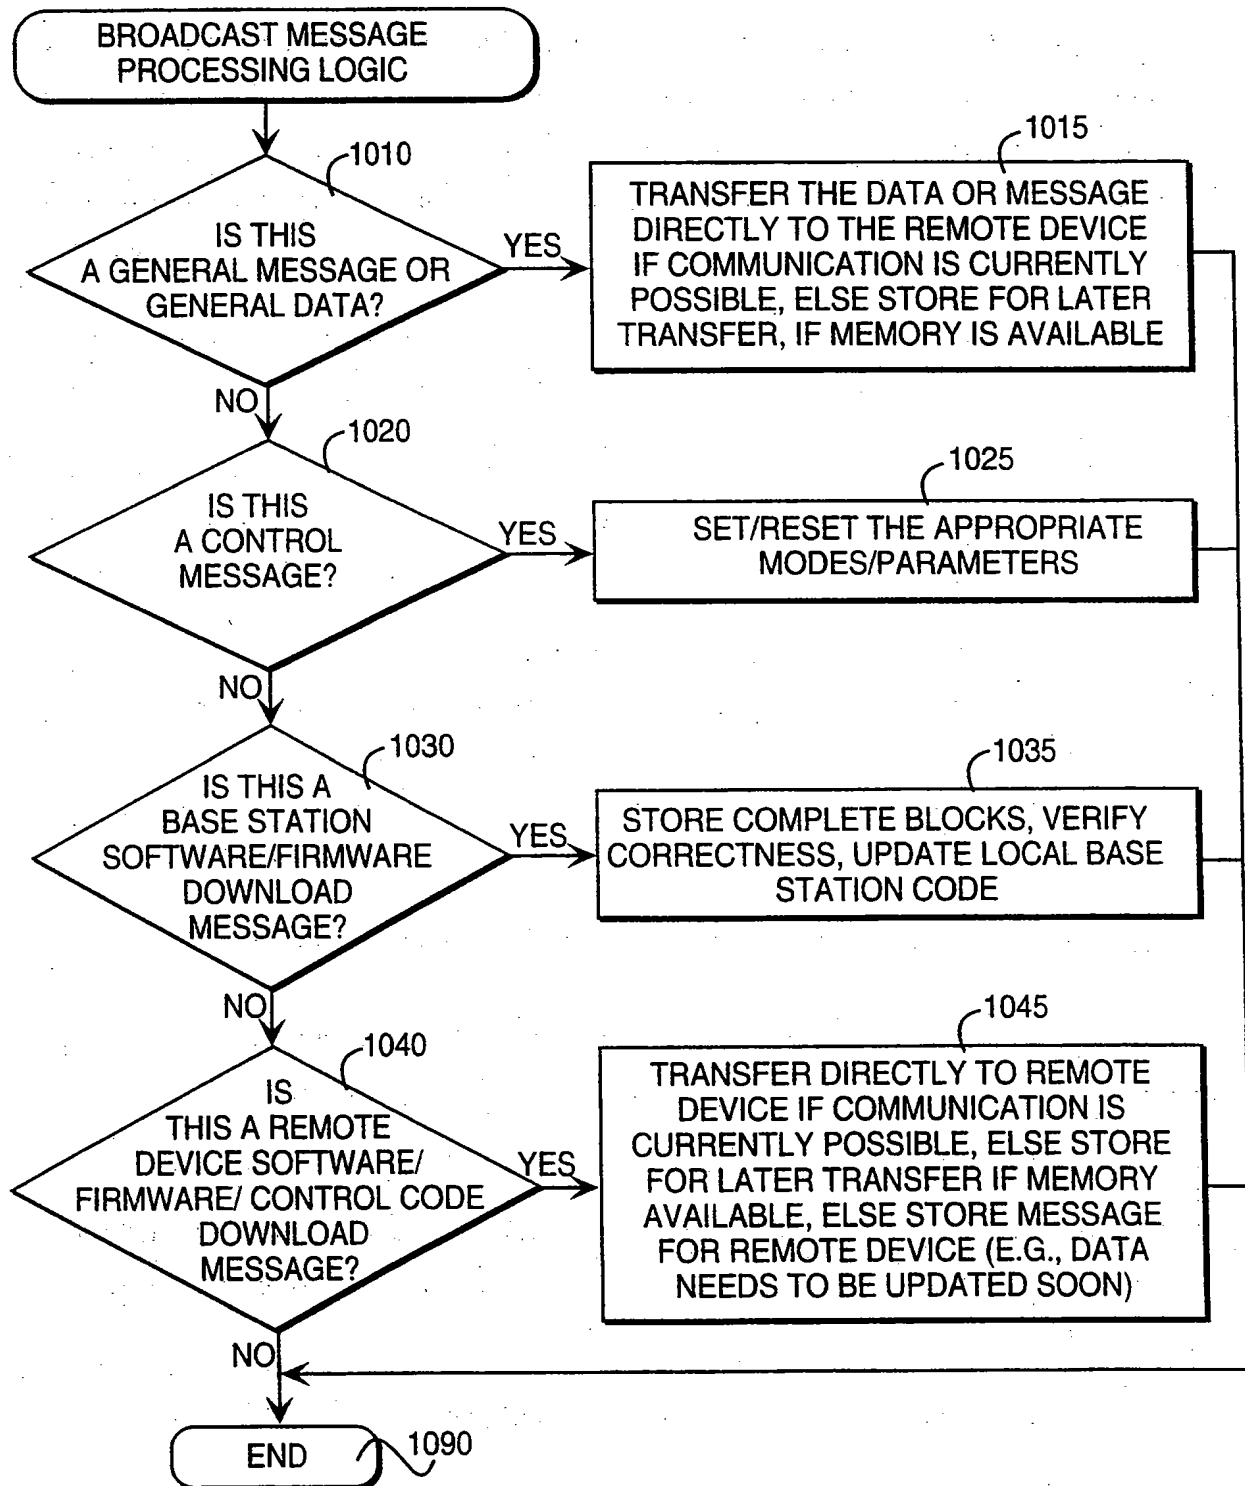 BROADCAST MESSAGE
PROCESSING LOGIC
1010
IS THIS
A GENERAL MESSAGE OR
GENERAL DATA?
YES
NO
1015
TRANSFER THE DATA OR MESSAGE
DIRECTLY TO THE REMOTE DEVICE
IF COMMUNICATION IS CURRENTLY
POSSIBLE, ELSE STORE FOR LATER
TRANSFER, IF MEMORY IS AVAILABLE
1020
IS THIS
A CONTROL
MESSAGE?
YES
NO
1025
SET/RESET THE APPROPRIATE
MODES/PARAMETERS
1030
IS THIS A
BASE STATION
SOFTWARE/FIRMWARE
DOWNLOAD
MESSAGE?
YES
NO
1035
STORE COMPLETE BLOCKS, VERIFY
CORRECTNESS, UPDATE LOCAL BASE
STATION CODE
1040
IS
THIS A REMOTE
DEVICE SOFTWARE/
FIRMWARE/ CONTROL CODE
DOWNLOAD
MESSAGE?
YES
NO
1045
TRANSFER DIRECTLY TO REMOTE
DEVICE IF COMMUNICATION IS
CURRENTLY POSSIBLE, ELSE STORE
FOR LATER TRANSFER IF MEMORY
AVAILABLE, ELSE STORE MESSAGE
FOR REMOTE DEVICE (E.G., DATA
NEEDS TO BE UPDATED SOON)
END
1090